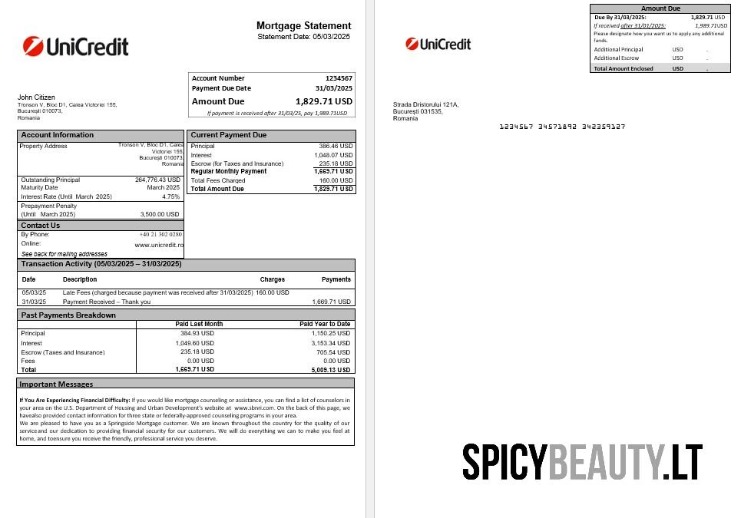 UniCredit
Mortgage Statement
Statement Date: 05/03/2025
Account Number 1234567
Payment Due Date 31/03/2025
Amount Due 1,829.71 USD
If payment is received after 31/03/25, pay 1,989.71USD
John Citizen
Tronson V, Bloc D1, Calea Victoriei 155,
București 010073,
Romania
Account Information
Property Address Tronson V, Bloc D1, Calea
Victoriei 155
București 010073
Romania
Outstanding Principal 264,776.43 USD
Maturity Date March 2025
Interest Rate (Until March 2025) 4.75%
Prepayment Penalty
(Until March 2025) 3,500.00 USD
Contact Us
By Phone: +40 21 302 0230
Online: www.unicredit.ro
See back for mailing addresses
Current Payment Due
Principal 386.46 USD
Interest 1,048.07 USD
Escrow (for Taxes and Insurance) 235.18 USD
Regular Monthly Payment 1,669.71 USD
Total Fees Charged 160.00 USD
Total Amount Due 1,829.71 USD
Transaction Activity (05/03/2025 – 31/03/2025)
Date Description Charges Payments
05/03/25 Late Fees (charged because payment was received after 31/03/2025) 160.00 USD
31/03/25 Payment Received – Thank you 1,669.71 USD
Past Payments Breakdown
Paid Last Month Paid Year to Date
Principal 384.93 USD 1,150.25 USD
Interest 1,049.60 USD 3,153.34 USD
Escrow (Taxes and Insurance) 235.18 USD 705.54 USD
Fees 0.00 USD 0.00 USD
Total 1,669.71 USD 5,009.13 USD
Important Messages
If You Are Experiencing Financial Difficulty: If you would like mortgage counseling or assistance, you can find a list of counselors in
your area on the U.S. Department of Housing and Urban Development's website at On the back of this page, we
havealso provided contact information for three state or federally-approved counseling programs in your area.
We are pleased to have you as a Springside Mortgage customer. We are known throughout the country for the quality of our
serviceand our dedication to providing financial security for our customers. We will do everything we can to make you feel at
home, and toensure you receive the friendly, professional service you deserve.
UniCredit
Amount Due
Due By 31/03/2025: 1,829.71 USD
If received after 31/01/2025: 1,989.71USD
Please designate how you want us to apply any additional
funds.
Additional Principal USD .
Additional Escrow USD .
Total Amount Enclosed USD .
Strada Dristorului 121A,
București 031535,
Romania
1234567 34571892 342359127
SPICYBEAUTY.LT